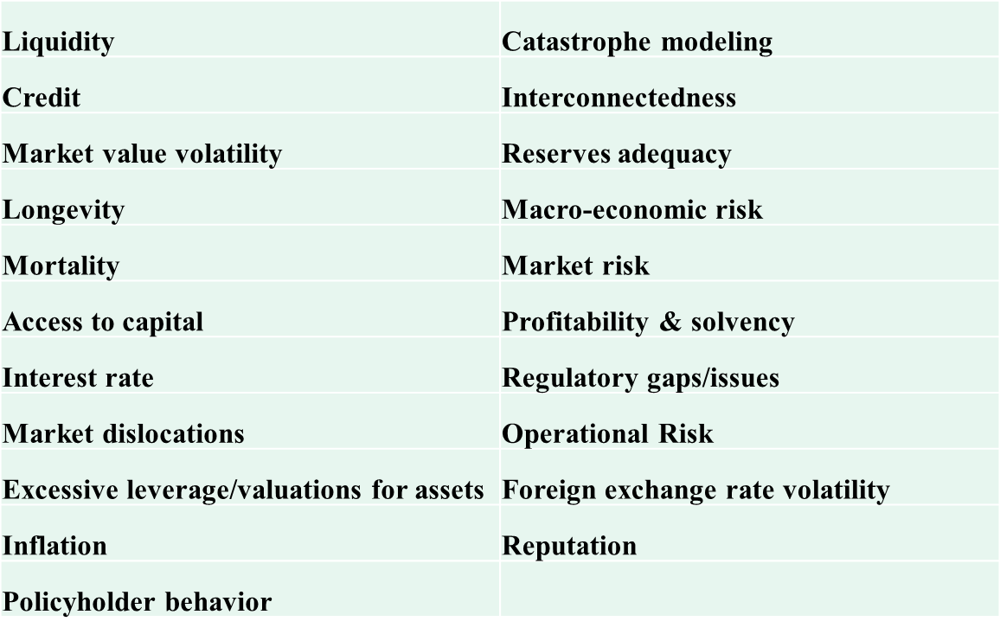 Liquidity
Catastrophe modeling
Credit
Interconnectedness
Market value volatility
Reserves adequacy
Longevity
Macro-economic risk
Mortality
Market risk
Access to capital
Profitability & solvency
Interest rate
Regulatory gaps/issues
Market dislocations
Operational Risk
Excessive leverage/valuations for assets
Foreign exchange rate volatility
Inflation
Reputation
Policyholder behavior